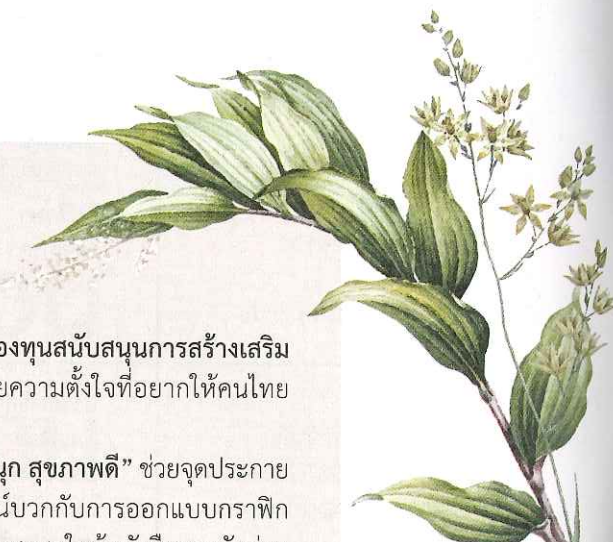 องทุนสนับสนุนการสร้างเสริม
ยความตั้งใจที่อยากให้คนไทย
นุก สุขภาพดี” ช่วยจุดประกาย
น์บวกกับการออกแบบกราฟิก